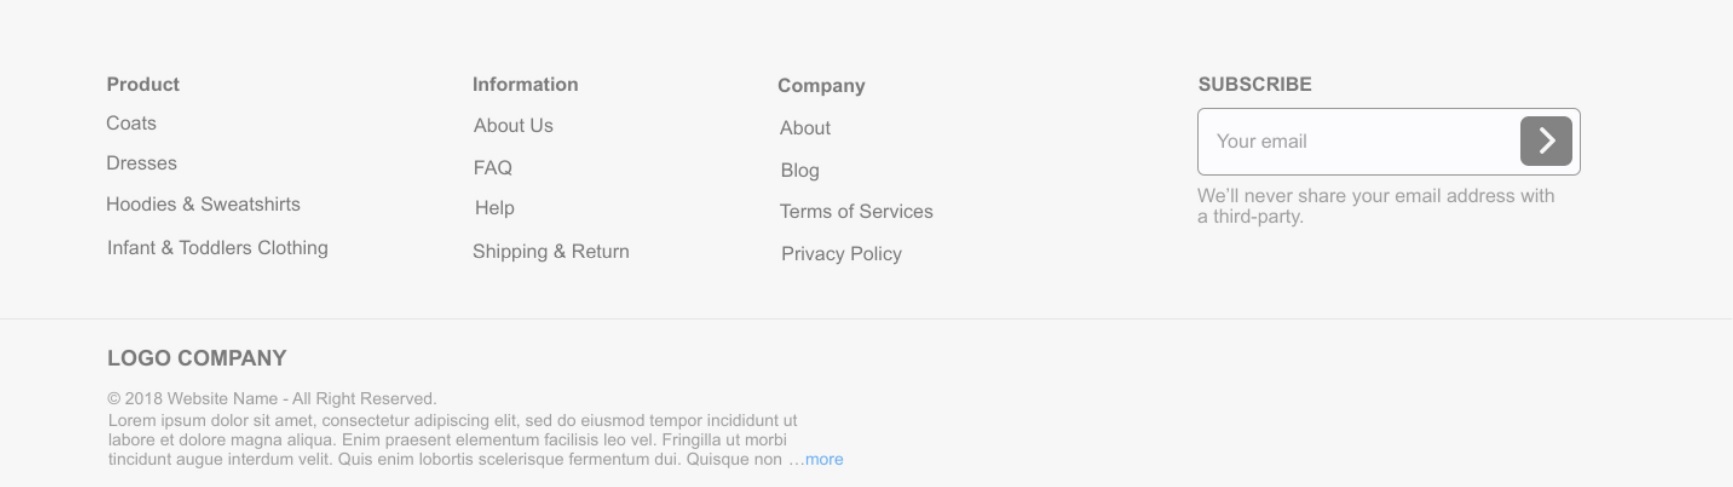 Product
Coats
Dresses
Hoodies & Sweatshirts
Infant & Toddlers Clothing
Information
About Us
FAQ
Help
Shipping & Return
Company
About
Blog
Terms of Services
Privacy Policy
SUBSCRIBE
Your email
We’ll never share your email address with
a third-party.
LOGO COMPANY
© 2018 Website Name - All Right Reserved.
Lorem ipsum dolor sit amet, consectetur adipiscing elit, sed do eiusmod tempor incididunt ut
labore et dolore magna aliqua. Enim praesent elementum facilisis leo vel. Fringilla ut morbi
tincidunt augue interdum velit. Quis enim lobortis scelerisque fermentum dui. Quisque non ...more